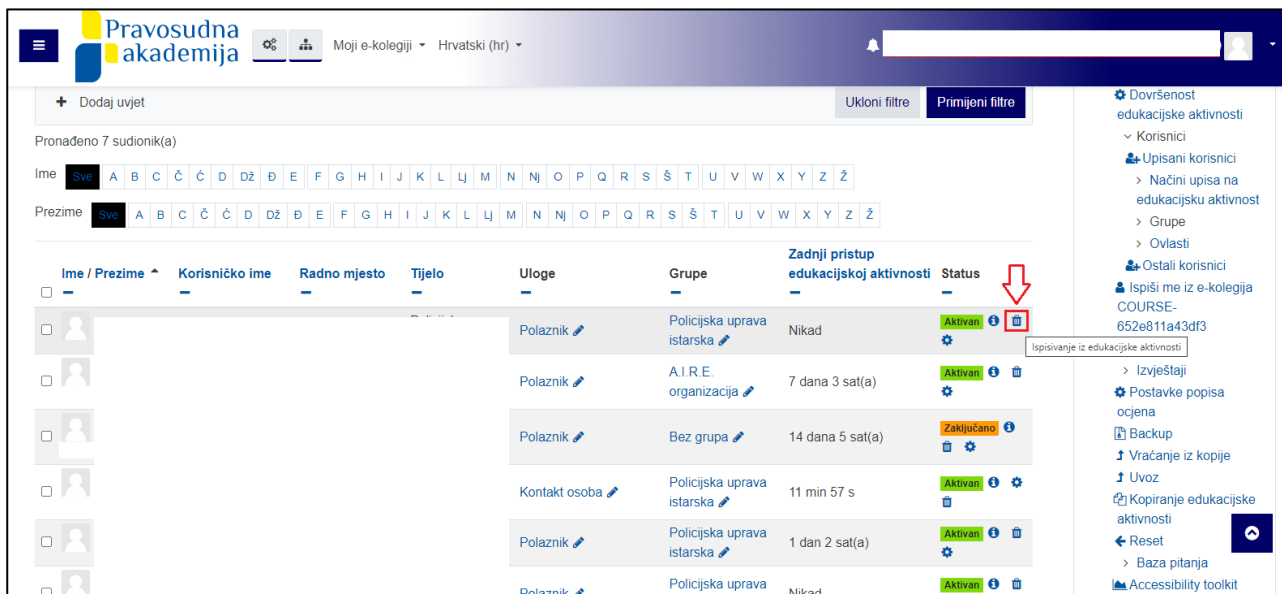 Pravosudna
akademija
Moji e-kolegiji
Hrvatski (hr)
Dodaj uvjet
Ukloni filtre
Primijeni filtre
Pronađeno 7 sudionik(a)
Ime Sve A B C Č Ć D Dž Đ E F G H I J K L Lj M N Nj O P Q R S Š T U V W X Y Z Ž
Prezime Sve A B C Č Ć D Dž Đ E F G H I J K L Lj M N Nj O P Q R S Š T U V W X Y Z Ž
Ime / Prezime
Korisničko ime
Radno mjesto
Tijelo
Uloge
Grupe
Zadnji pristup
edukacijskoj aktivnosti
Status
Polaznik
Policijska uprava
istarska
Nikad
Aktivan
Ispisivanje iz edukacijske aktivnosti
Polaznik
A.I.R.E.
organizacija
7 dana 3 sat(a)
Aktivan
Polaznik
Bez grupa
14 dana 5 sat(a)
Zaključano
Kontakt osoba
Policijska uprava
istarska
11 min 57 s
Aktivan
Polaznik
Policijska uprava
istarska
1 dan 2 sat(a)
Aktivan
Polaznik
Policijska uprava
Nikad
Aktivan
Dovršenost
edukacijske aktivnosti
Korisnici
Upisani korisnici
Načini upisa na
edukacijsku aktivnost
Grupe
Ovlasti
Ostali korisnici
Ispiši me iz e-kolegija
COURSE-
652e811a43df3
Izvještaji
Postavke popisa
ocjena
Backup
Vraćanje iz kopije
Uvoz
Kopiranje edukacijske
aktivnosti
Reset
Baza pitanja
Accessibility toolkit